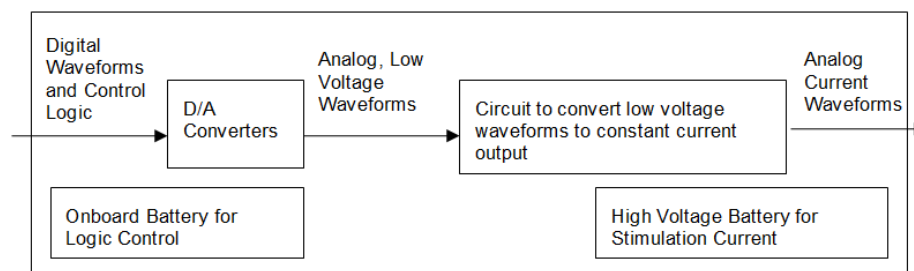 Digital
Waveforms
and Control
Logic
D/A
Converters
Analog, Low
Voltage
Waveforms
Circuit to convert low voltage
waveforms to constant current
output
Analog
Current
Waveforms
Onboard Battery for
Logic Control
High Voltage Battery for
Stimulation Current